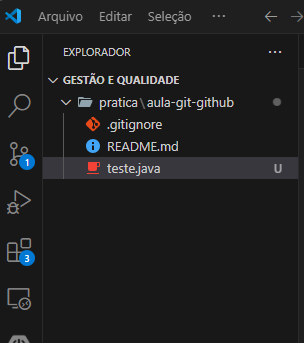 Arquivo Editar Seleção ...
EXPLORADOR ...
GESTÃO E QUALIDADE
pratica\aula-git-github
.gitignore
README.md
teste.java U
1
3